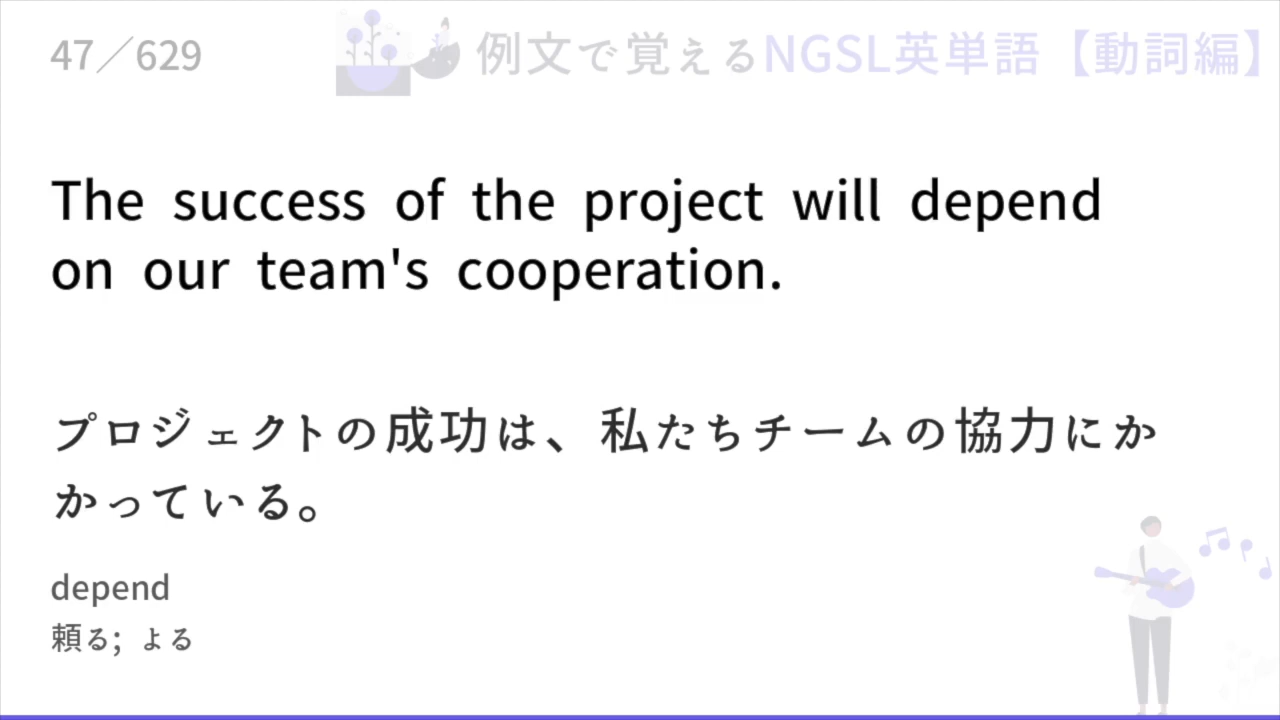 47／629
例文で覚えるNGSL英単語【動詞編】
The success of the project will depend
on our team's cooperation.
プロジェクトの成功は、私たちチームの協力にか
かっている。
depend
頼る; よる